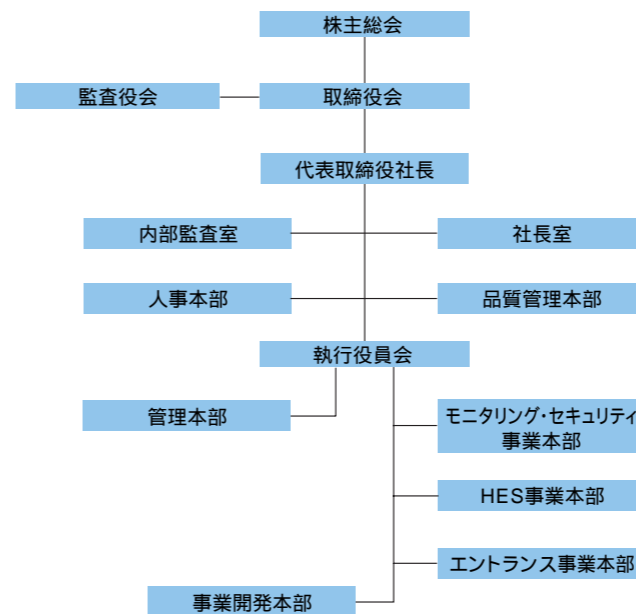 株主総会
監査役会
取締役会
代表取締役社長
内部監査室
社長室
人事本部
品質管理本部
執行役員会
管理本部
モニタリング・セキュリティ
事業本部
HES事業本部
エントランス事業本部
事業開発本部